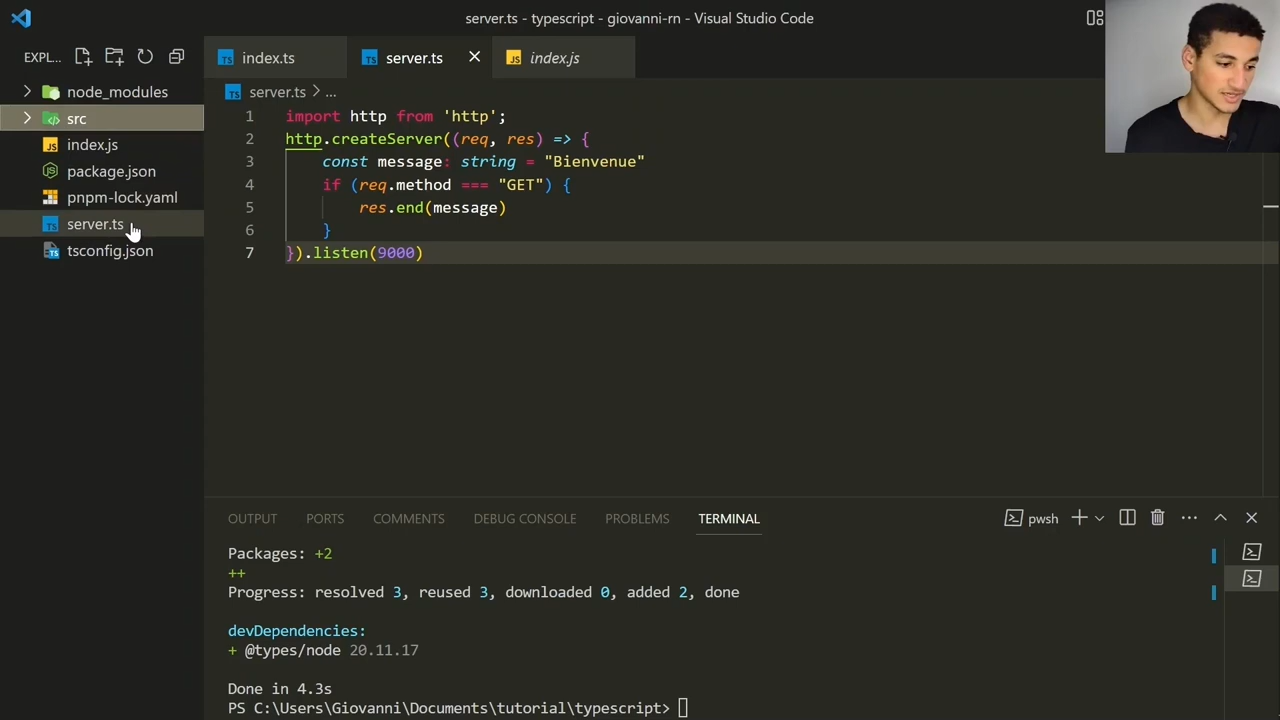 server.ts - typescript - giovanni-rn - Visual Studio Code
EXPL...
index.ts
server.ts
index.js
node_modules
src
index.js
package.json
pnpm-lock.yaml
server.ts
tsconfig.json
server.ts > ...
1 import http from 'http';
2 http.createServer((req, res) => {
3 const message: string = "Bienvenue"
4 if (req.method === "GET") {
5 res.end(message)
6 }
7 }).listen(9000)
OUTPUT PORTS COMMENTS DEBUG CONSOLE PROBLEMS TERMINAL
pwsh
Packages: +2
++
Progress: resolved 3, reused 3, downloaded 0, added 2, done
devDependencies:
+ @types/node 20.11.17
Done in 4.3s
PS C:\Users\Giovanni\Documents\tutorial\typescript>